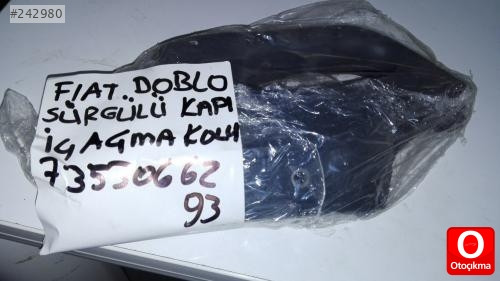 #242980
FIAT. DOBLO
SÜRGÜLÜ KAPI
İÇ AÇMA KOLU
73550662
93
O
Otoçıkma